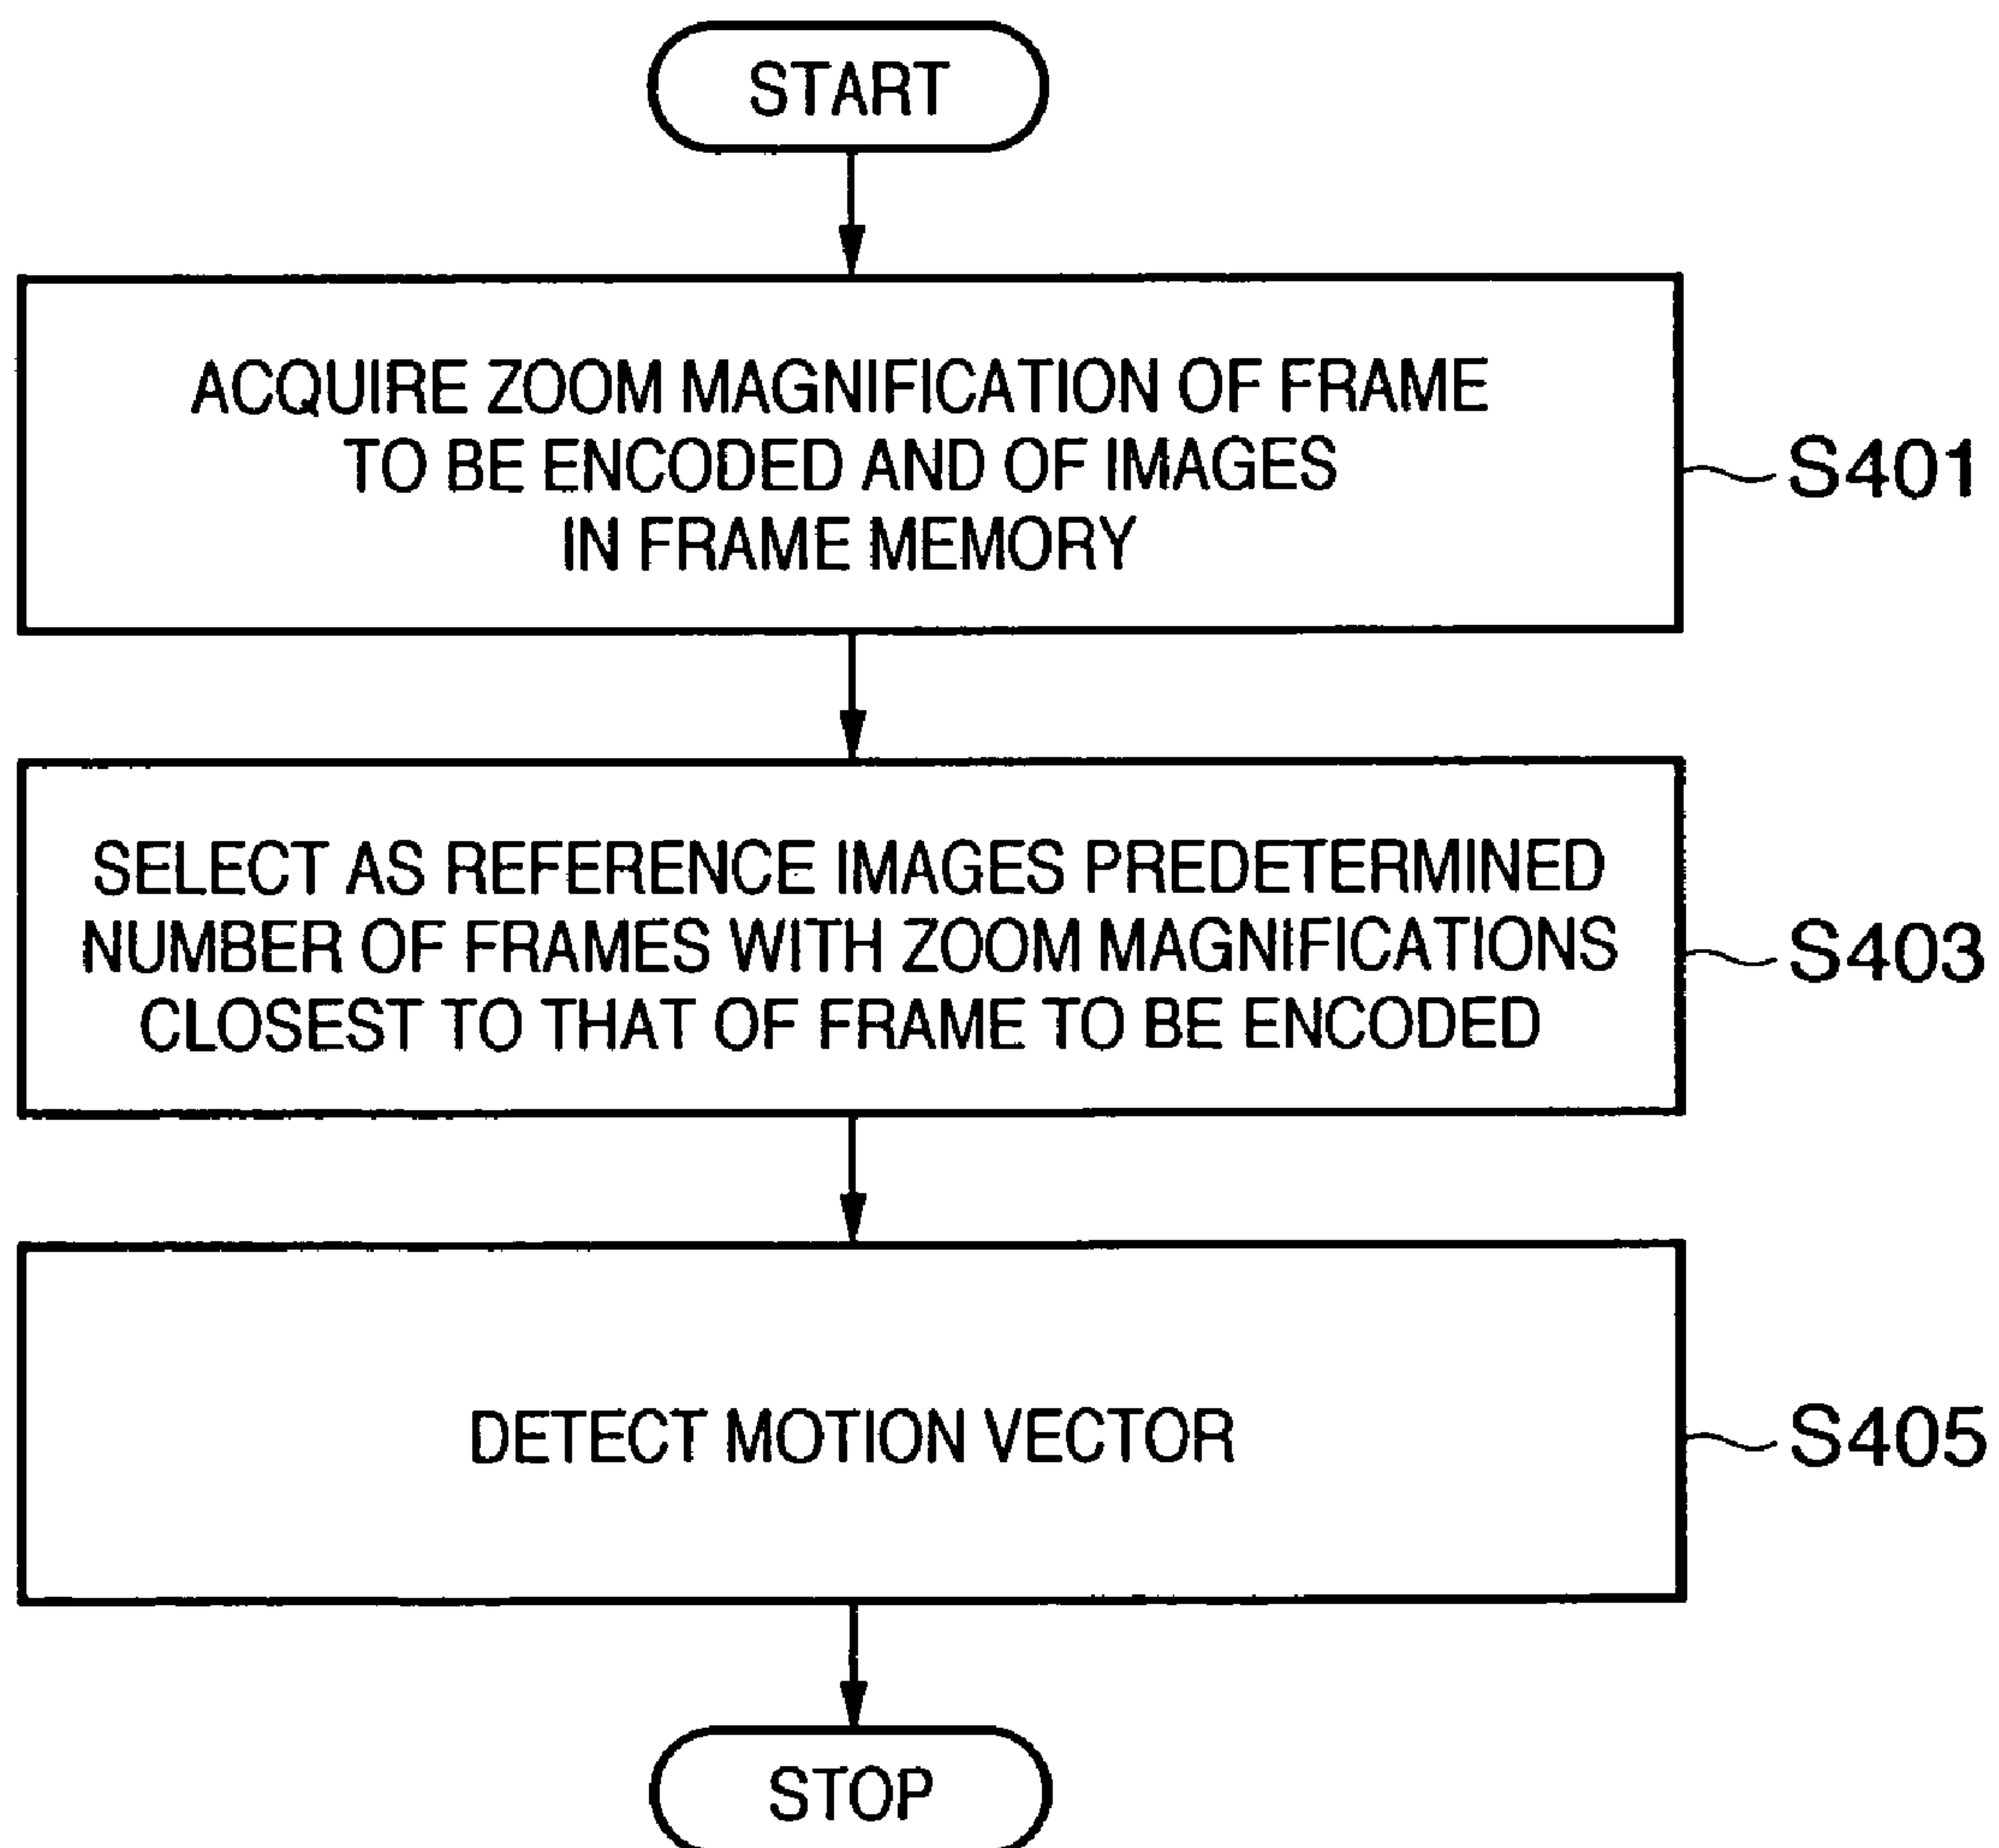 START
ACQUIRE ZOOM MAGNIFICATION OF FRAME
TO BE ENCODED AND OF IMAGES
IN FRAME MEMORY
S401
SELECT AS REFERENCE IMAGES PREDETERMINED
NUMBER OF FRAMES WITH ZOOM MAGNIFICATIONS
CLOSEST TO THAT OF FRAME TO BE ENCODED
S403
DETECT MOTION VECTOR
S405
STOP